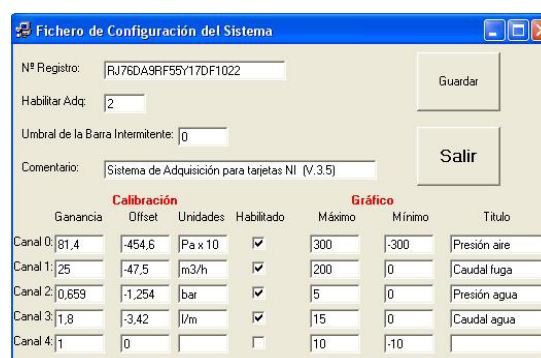 Fichero de Configuración del Sistema
Nº Registro: RJ76DA9RF55Y17DF1022
Guardar
Habilitar Adq: 2
Umbral de la Barra Intermitente: 0
Salir
Comentario: Sistema de Adquisición para tarjetas NI (V.3.5)
Calibración Gráfico
Ganancia Offset Unidades Habilitado Máximo Mínimo Titulo
Canal 0: 81,4 -454,6 Pa x 10 300 -300 Presión aire
Canal 1: 25 -47,5 m3/h 200 0 Caudal fuga
Canal 2: 0,659 -1,254 bar 5 0 Presión agua
Canal 3: 1,8 -3,42 l/m 15 0 Caudal agua
Canal 4: 1 0 10 -10